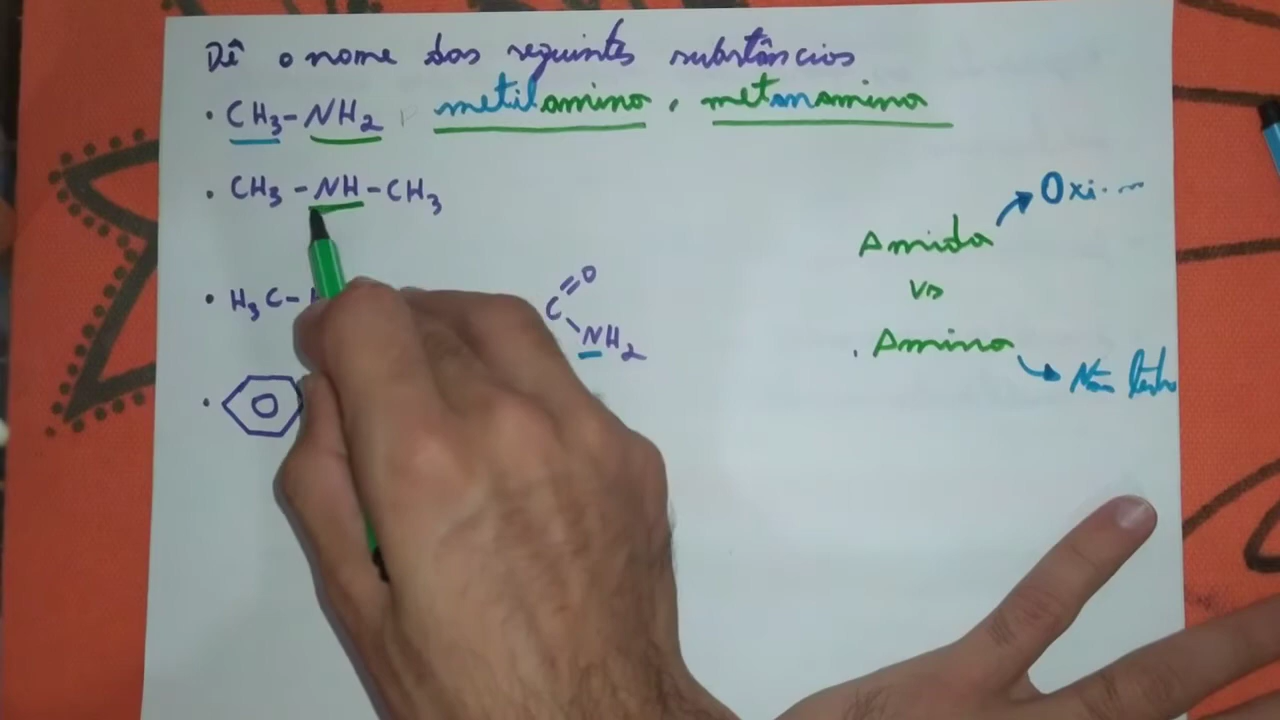 Dê o nome das seguintes substâncias
• CH3-NH2 metilamina, metanamina
• CH3-NH-CH3
Oxi...
Amida
vs
Amina
Não tenho
• H3C-
C=O
NH2
•